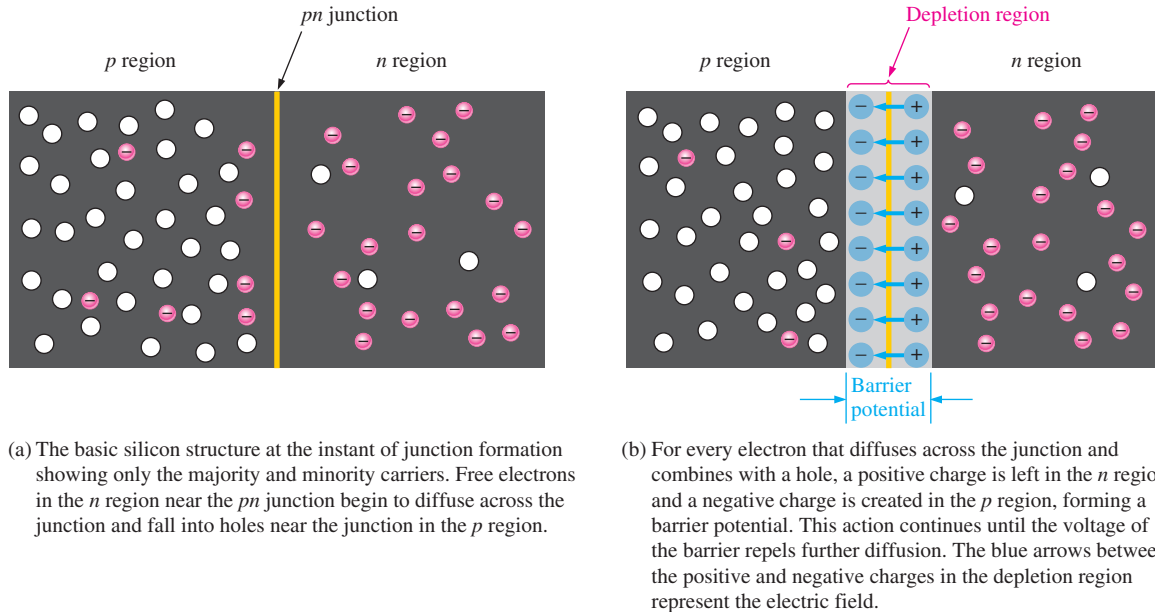 pn junction
p region
n region
Depletion region
p region
n region
Barrier
potential
(a) The basic silicon structure at the instant of junction formation
showing only the majority and minority carriers. Free electrons
in the n region near the pn junction begin to diffuse across the
junction and fall into holes near the junction in the p region.
(b) For every electron that diffuses across the junction and
combines with a hole, a positive charge is left in the n regio
and a negative charge is created in the p region, forming a
barrier potential. This action continues until the voltage of
the barrier repels further diffusion. The blue arrows betwee
the positive and negative charges in the depletion region
represent the electric field.